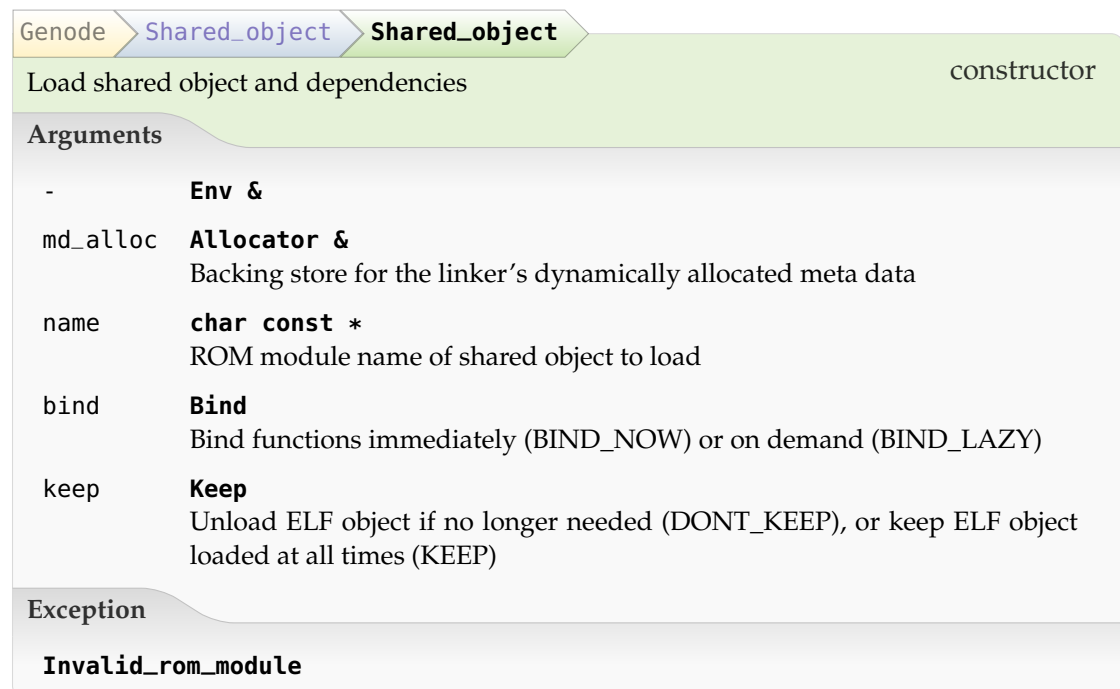 Genode Shared_object Shared_object
constructor
Load shared object and dependencies
Arguments
- Env &
md_alloc Allocator &
Backing store for the linker's dynamically allocated meta data
name char const *
ROM module name of shared object to load
bind Bind
Bind functions immediately (BIND_NOW) or on demand (BIND_LAZY)
keep Keep
Unload ELF object if no longer needed (DONT_KEEP), or keep ELF object
loaded at all times (KEEP)
Exception
Invalid_rom_module